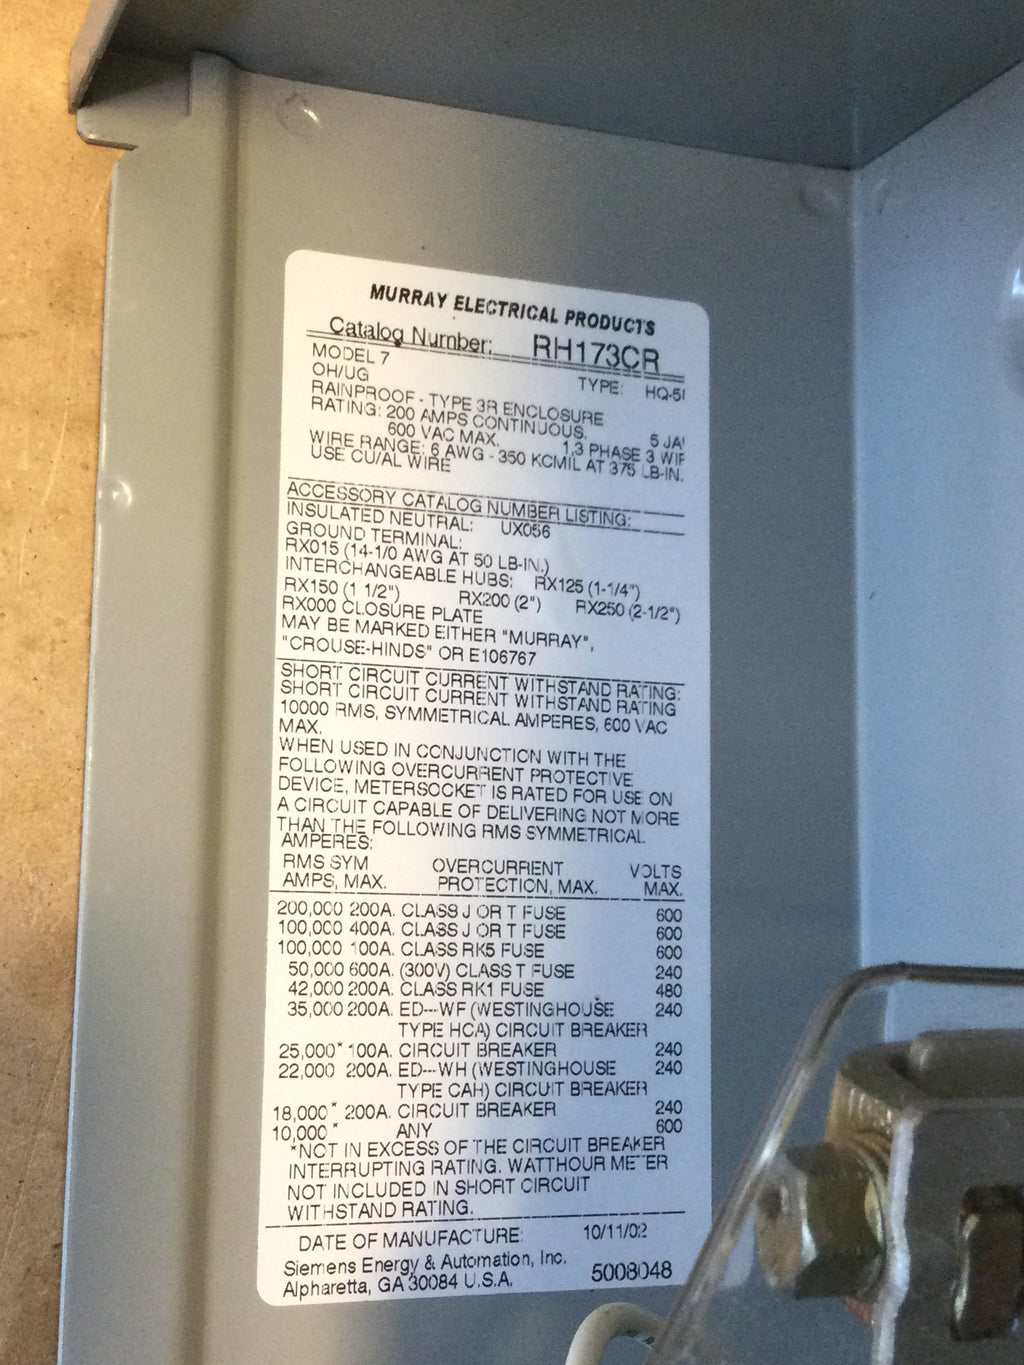 MURRAY ELECTRICAL PRODUCTS
Catalog Number: RH173CR
MODEL 7 TYPE: HQ-5
OH/UG
RAINPROOF - TYPE 3R ENCLOSURE
RATING: 200 AMPS CONTINUOUS. 5 JA
600 VAC MAX. 1,3 PHASE 3 WIR
WIRE RANGE: 6 AWG - 350 KCMIL AT 375 LB-IN.
USE CU/AL WIRE
ACCESSORY CATALOG NUMBER LISTING:
INSULATED NEUTRAL: UX056
GROUND TERMINAL:
RX015 (14-1/0 AWG AT 50 LB-IN.)
INTERCHANGEABLE HUBS: RX125 (1-1/4")
RX150 (1 1/2") RX200 (2") RX250 (2-1/2")
RX000 CLOSURE PLATE
MAY BE MARKED EITHER "MURRAY",
"CROUSE-HINDS" OR E106767
SHORT CIRCUIT CURRENT WITHSTAND RATING:
SHORT CIRCUIT CURRENT WITHSTAND RATING
10000 RMS, SYMMETRICAL AMPERES, 600 VAC
MAX.
WHEN USED IN CONJUNCTION WITH THE
FOLLOWING OVERCURRENT PROTECTIVE
DEVICE, METERSOCKET IS RATED FOR USE ON
A CIRCUIT CAPABLE OF DELIVERING NOT MORE
THAN THE FOLLOWING RMS SYMMETRICAL
AMPERES:
RMS SYM OVERCURRENT VOLTS
AMPS, MAX. PROTECTION, MAX. MAX.
200,000 200A. CLASS J OR T FUSE 600
100,000 400A. CLASS J OR T FUSE 600
100,000 100A. CLASS RK5 FUSE 600
50,000 600A. (300V) CLASS T FUSE 240
42,000 200A. CLASS RK1 FUSE 480
35,000 200A. ED---WF (WESTINGHOUSE 240
TYPE HCA) CIRCUIT BREAKER
25,000* 100A. CIRCUIT BREAKER 240
22,000 200A. ED---WH (WESTINGHOUSE 240
TYPE CAH) CIRCUIT BREAKER
18,000* 200A. CIRCUIT BREAKER 240
10,000* ANY 600
*NOT IN EXCESS OF THE CIRCUIT BREAKER
INTERRUPTING RATING. WATTHOUR METER
NOT INCLUDED IN SHORT CIRCUIT
WITHSTAND RATING.
DATE OF MANUFACTURE: 10/11/02
Siemens Energy & Automation, Inc.
Alpharetta, GA 30084 U.S.A. 5008048